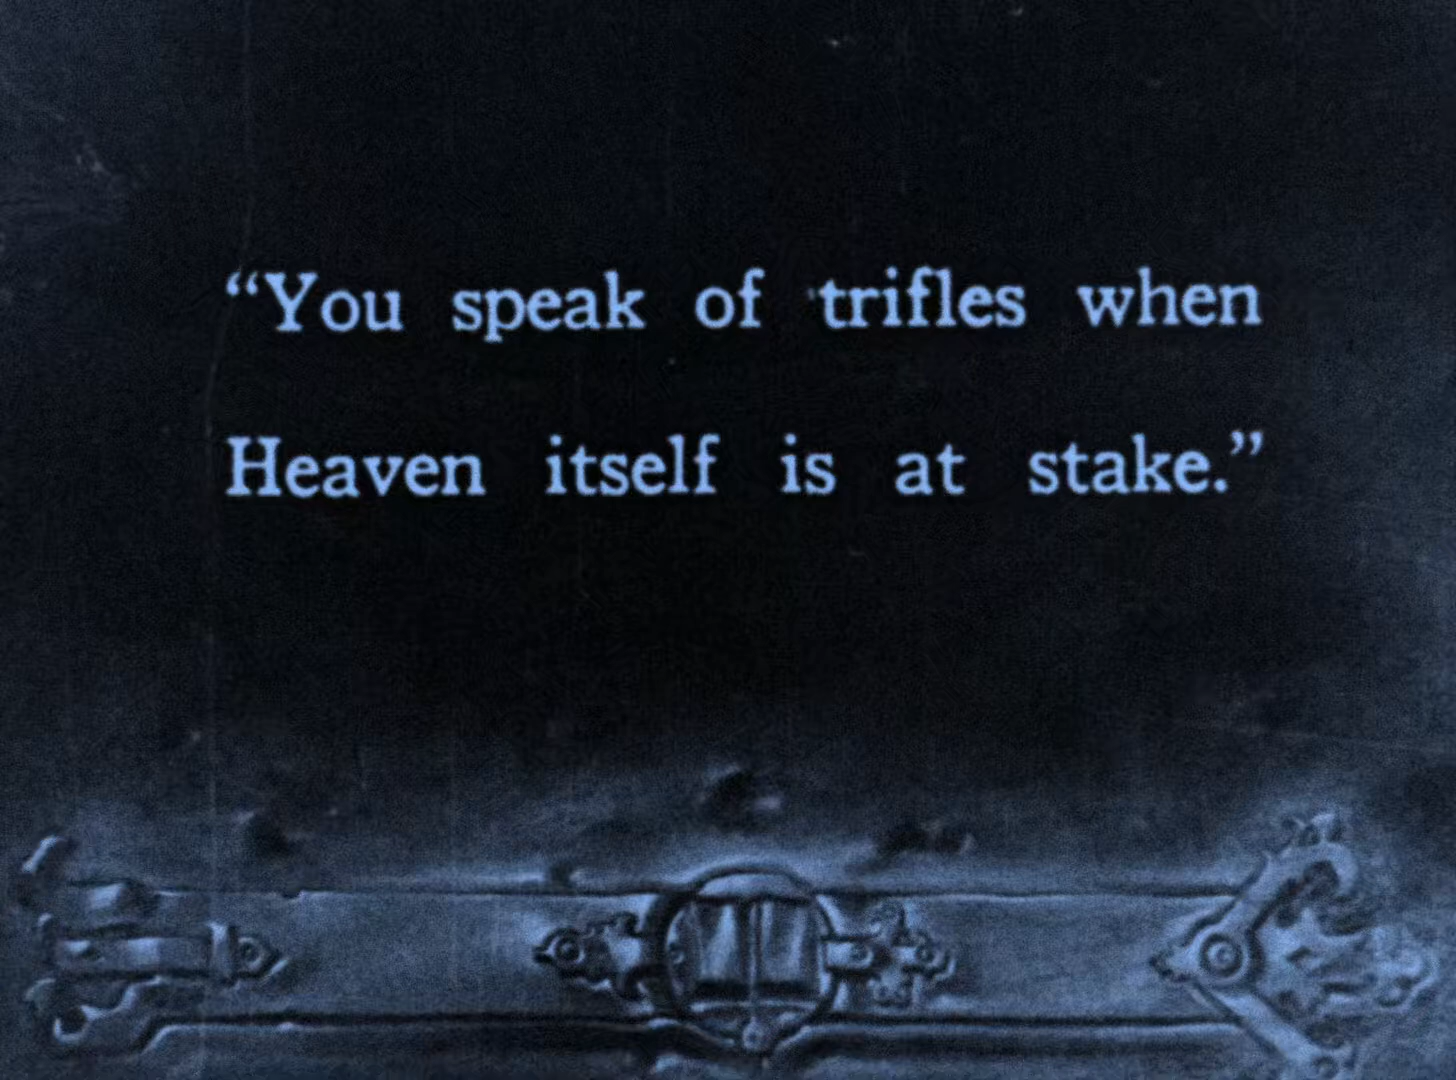 “You speak of trifles when
Heaven itself is at stake.”